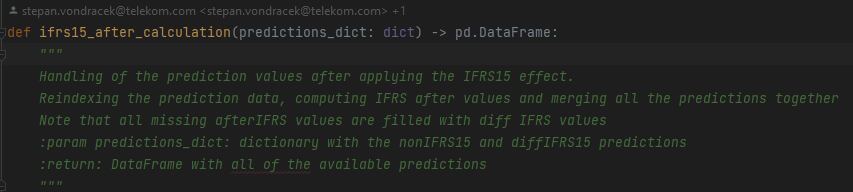 stepan.vondracek@telekom.com <stepan.vondracek@telekom.com> +1
def ifrs15_after_calculation(predictions_dict: dict) -> pd.DataFrame:
"""
Handling of the prediction values after applying the IFRS15 effect.
Reindexing the prediction data, computing IFRS after values and merging all the predictions together
Note that all missing afterIFRS values are filled with diff IFRS values
:param predictions_dict: dictionary with the nonIFRS15 and diffIFRS15 predictions
:return: DataFrame with all of the available predictions
"""